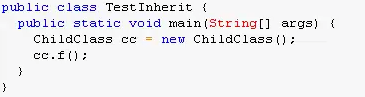 public class TestInherit {
  public static void main(String[] args) {
    ChildClass cc = new ChildClass();
    cc.f();
  }
}